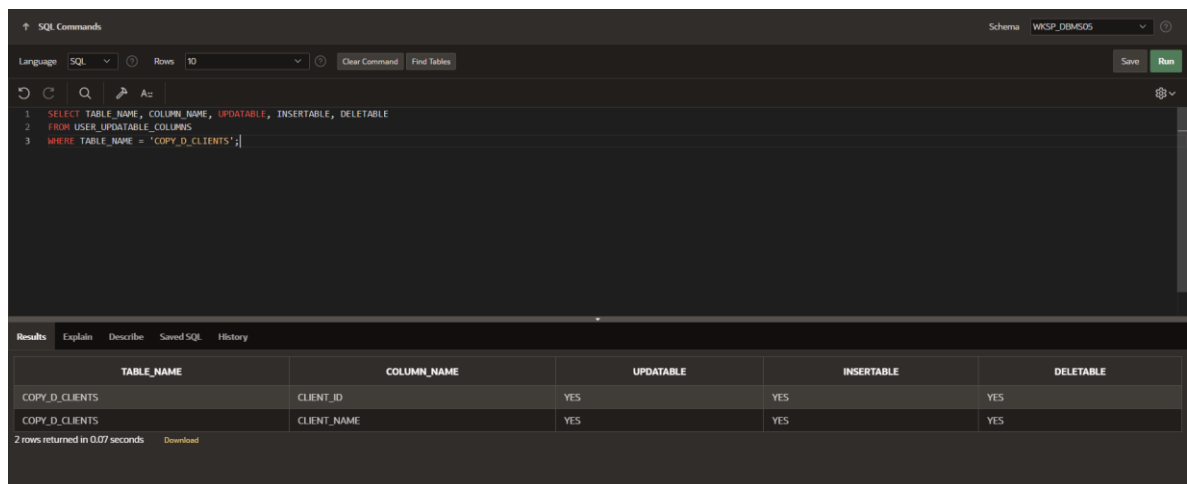 ↑ SQL Commands Schema WKSP_DBMS05
Language SQL Rows 10 Clear Command Find Tables Save Run
A::
1 SELECT TABLE_NAME, COLUMN_NAME, UPDATABLE, INSERTABLE, DELETABLE
2 FROM USER_UPDATABLE_COLUMNS
3 WHERE TABLE_NAME = 'COPY_D_CLIENTS';
Results Explain Describe Saved SQL History
TABLE_NAME COLUMN_NAME UPDATABLE INSERTABLE DELETABLE
COPY_D_CLIENTS CLIENT_ID YES YES YES
COPY_D_CLIENTS CLIENT_NAME YES YES YES
2 rows returned in 0.07 seconds Download